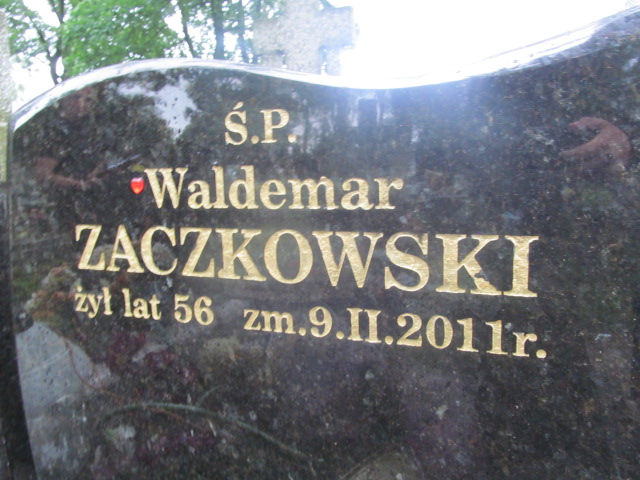 Ś.P.
Waldemar
ZACZKOWSKI
żył lat 56 zm.9.II.2011r.